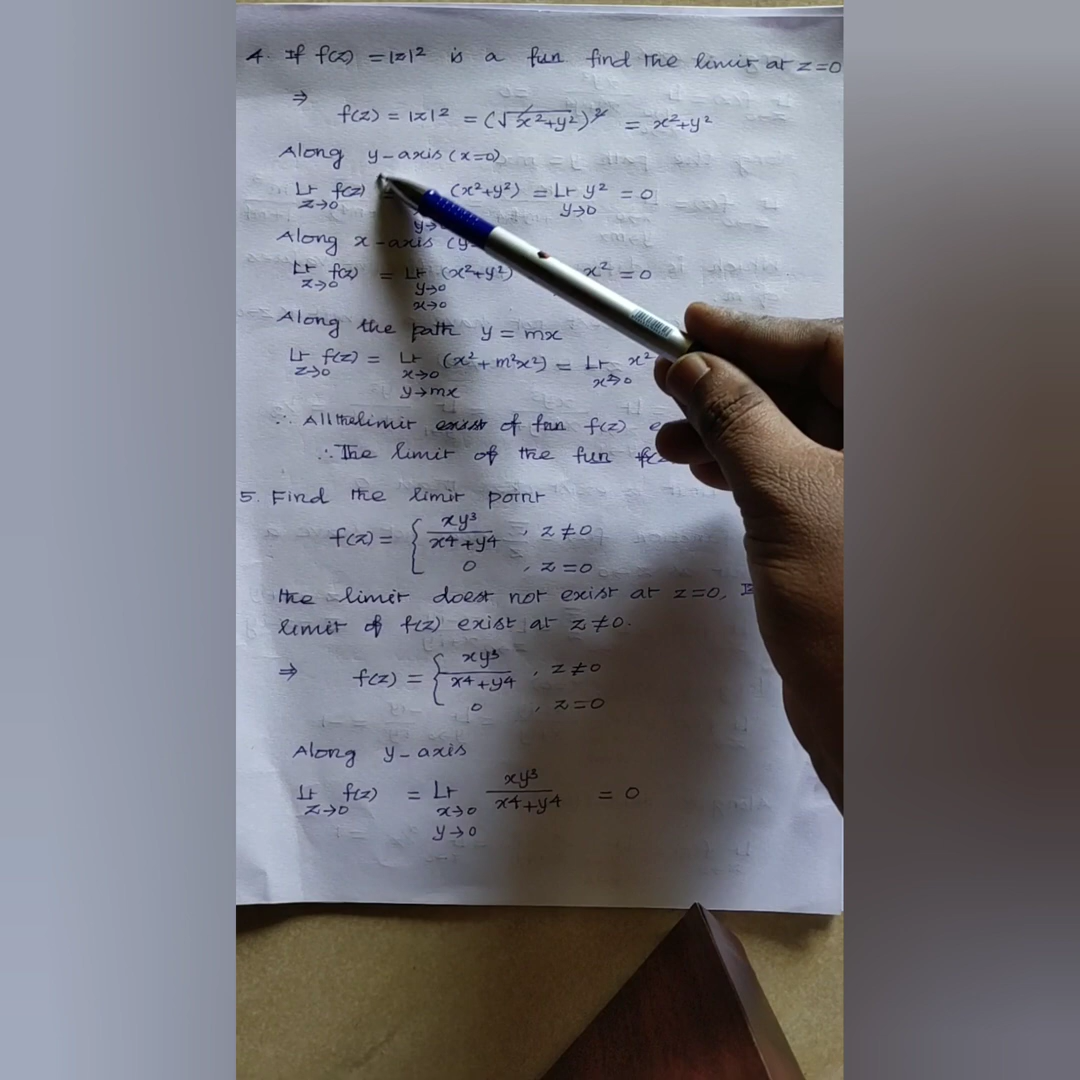 4. If f(z) = |z|² is a fun find the limit at z=0
⇒
f(z) = |z|² = (√x²+y²)² = x²+y²
Along y-axis (x=0)
Lt f(z) = (x²+y²) = Lt y² = 0
z→0 y→0 y→0
Along x-axis (y
Lt f(z) = Lt (x²+y²) x² = 0
z→0 y→0
x→0
Along the path y = mx
Lt f(z) = Lt (x²+m²x²) = Lt x²
z→0 x→0 x→0
y→mx
∴ All the limit exist of fun f(z)
∴ The limit of the fun
5. Find the limit point
f(z) = { xy³/x⁴+y⁴ , z≠0
0 , z=0
the limit doest not exist at z=0,
limit of f(z) exist at z≠0.
⇒ f(z) = { xy³/x⁴+y⁴ , z≠0
0 , z=0
Along y-axis
Lt f(z) = Lt xy³/x⁴+y⁴ = 0
z→0 x→0
y→0